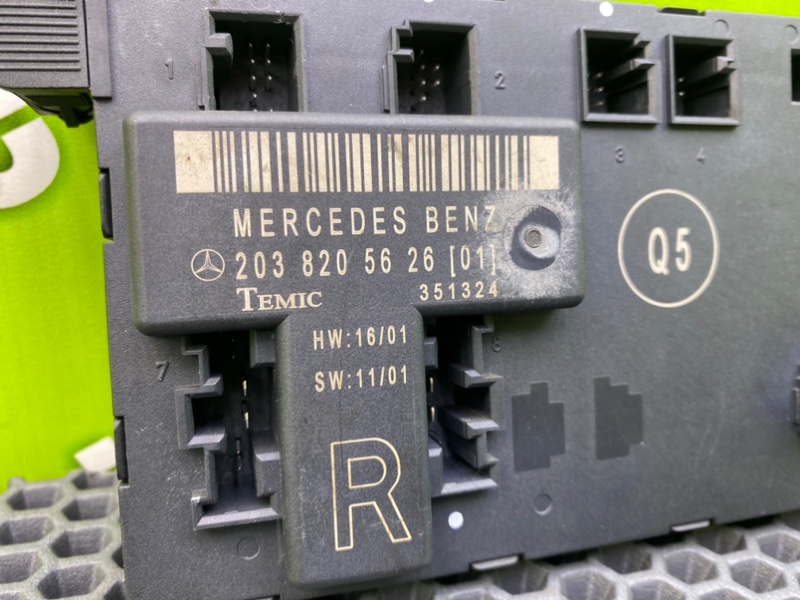 1
2
3
4
MERCEDES BENZ
203 820 56 26 [01]
TEMIC 351324
Q5
HW:16/01
SW:11/01
7
8
R